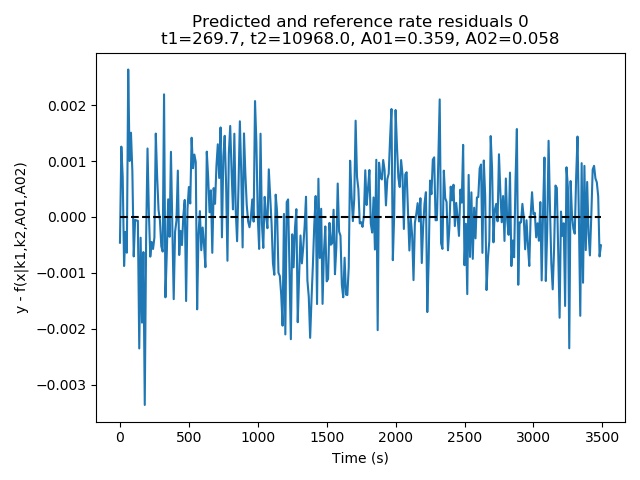 Predicted and reference rate residuals 0
t1=269.7, t2=10968.0, A01=0.359, A02=0.058
y - f(x|k1,k2,A01,A02)
0.002
0.001
0.000
−0.001
−0.002
−0.003
0 500 1000 1500 2000 2500 3000 3500
Time (s)